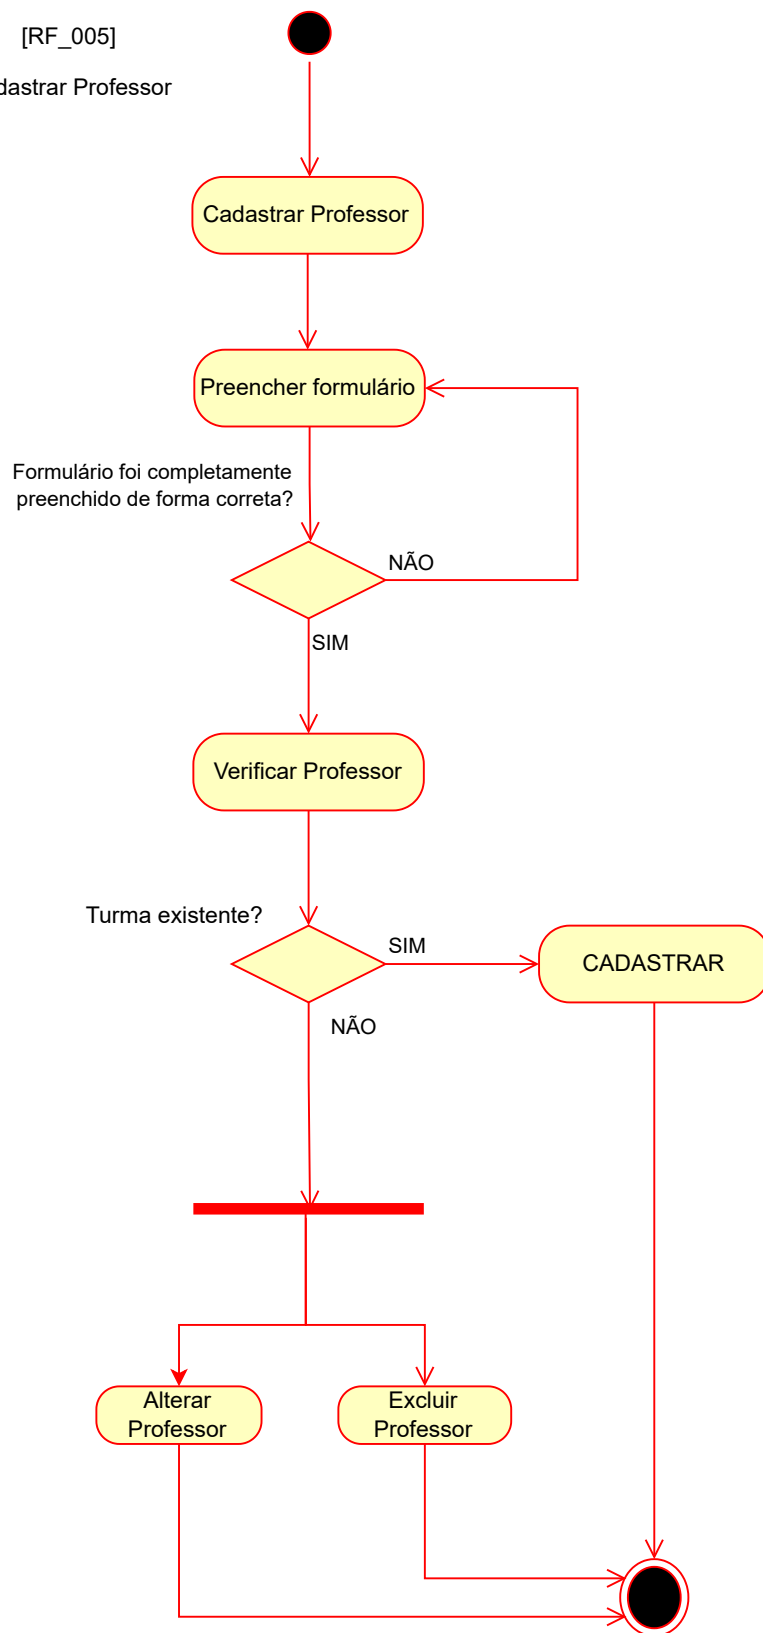 [RF_005]
dastrar Professor
Cadastrar Professor
Preencher formulário
Formulário foi completamente
preenchido de forma correta?
NÃO
SIM
Verificar Professor
Turma existente?
SIM
CADASTRAR
NÃO
Alterar
Professor
Excluir
Professor